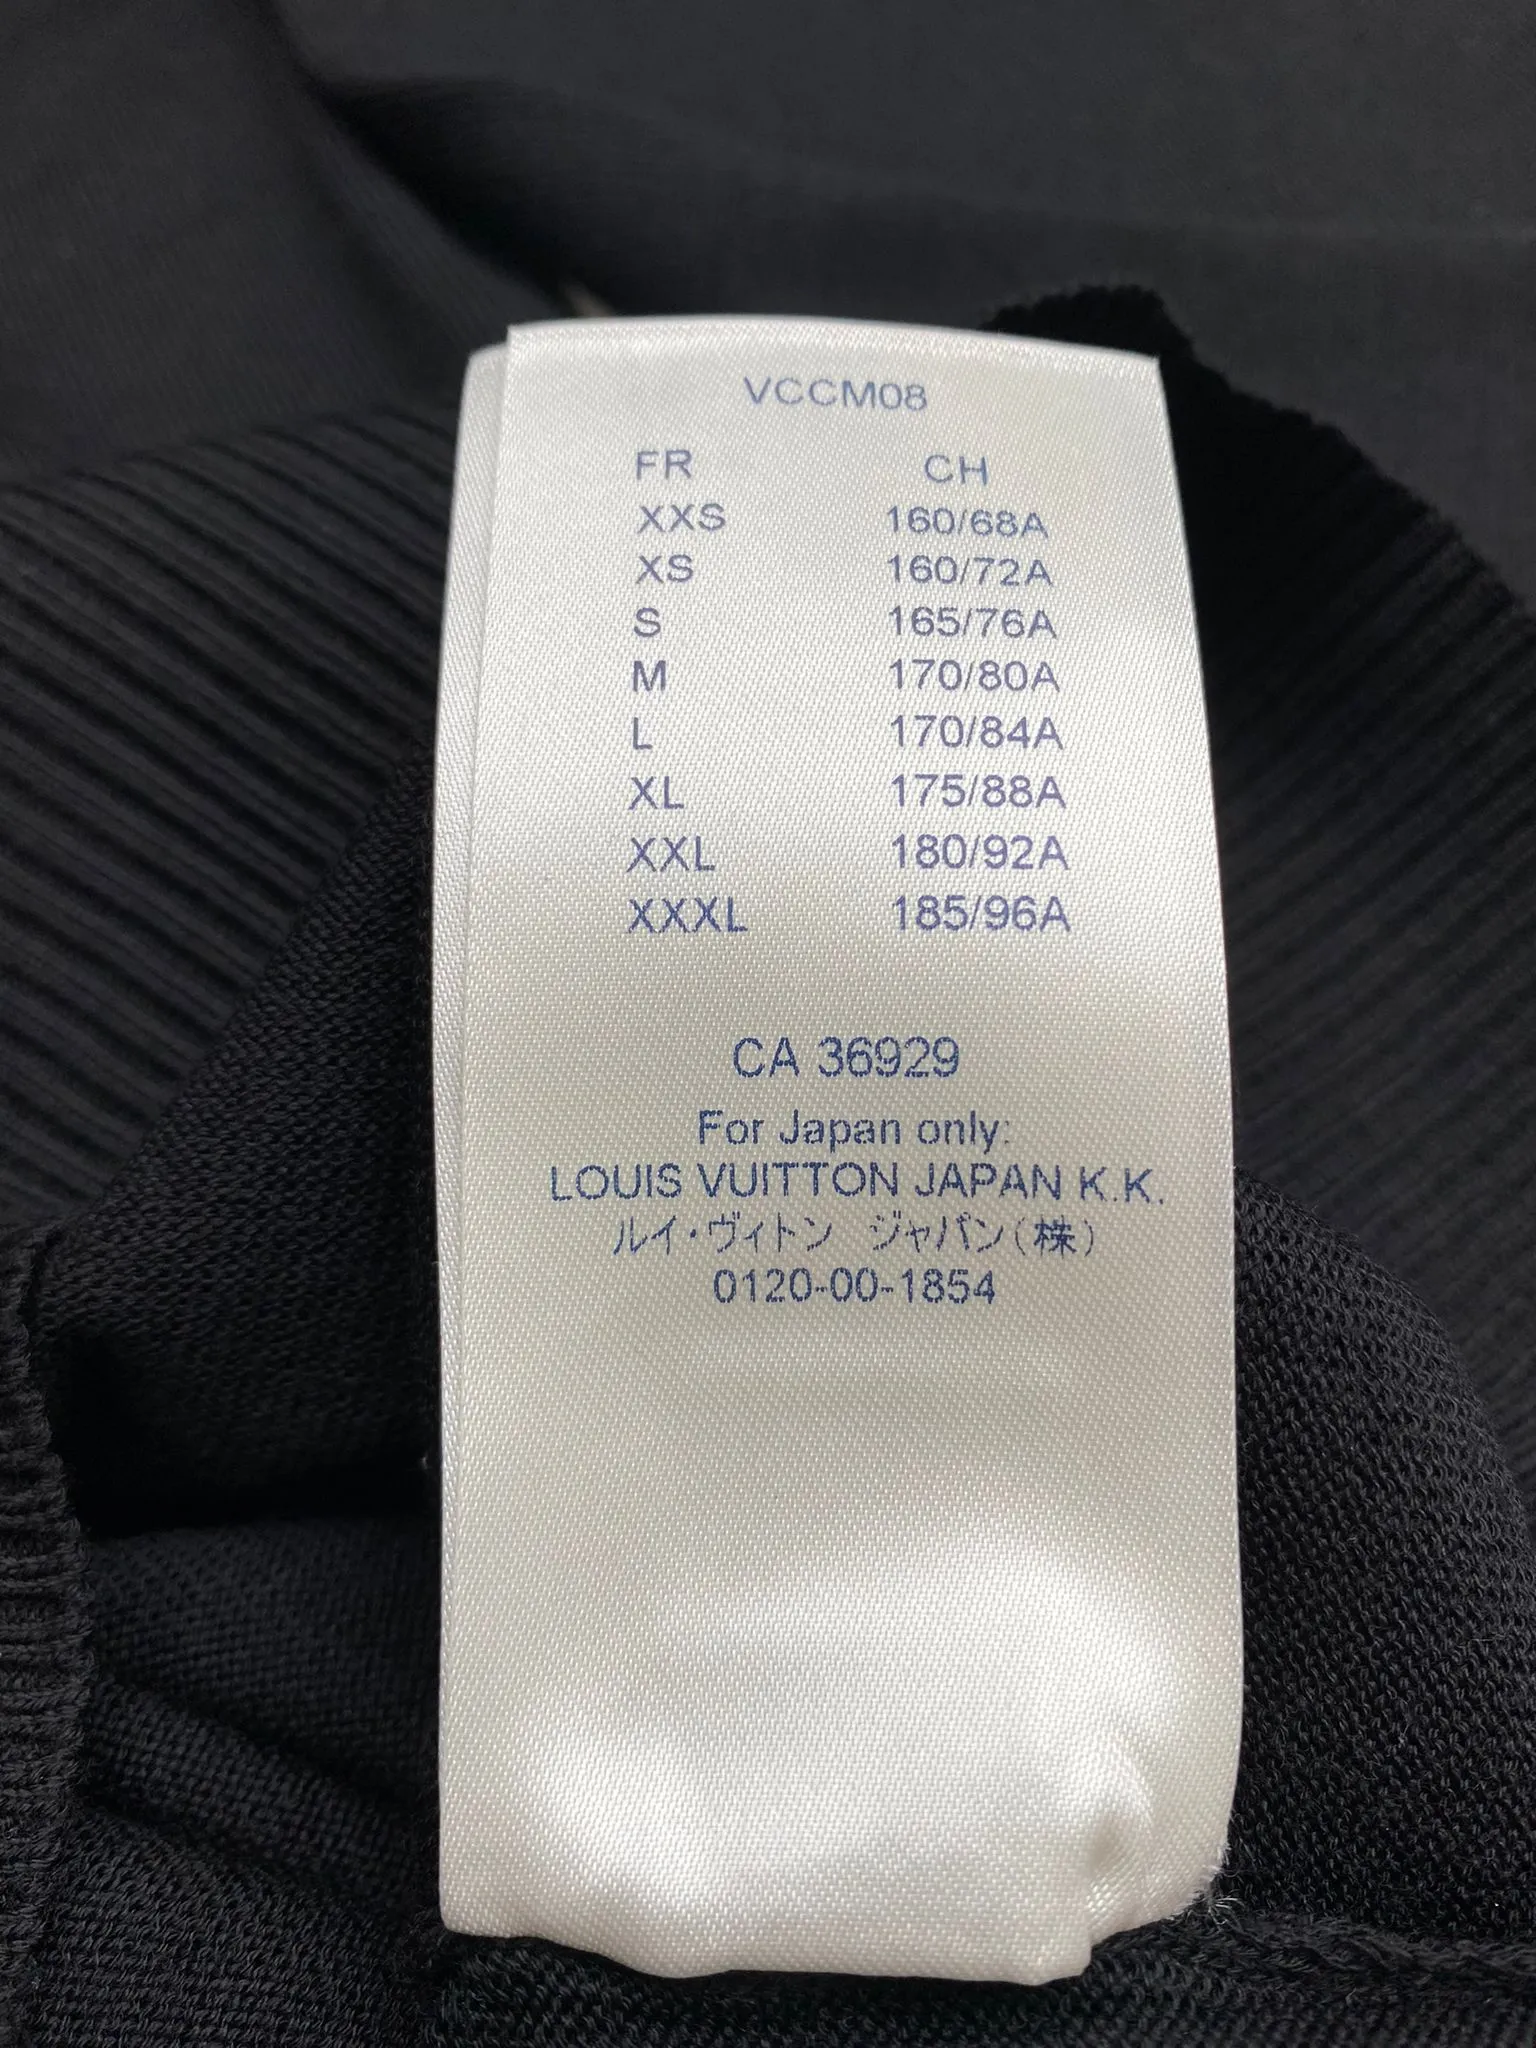 VCCM08
FR CH
XXS 160/68A
XS 160/72A
S 165/76A
M 170/80A
L 170/84A
XL 175/88A
XXL 180/92A
XXXL 185/96A
CA 36929
For Japan only:
LOUIS VUITTON JAPAN K.K.
ルイ・ヴィトン ジャパン(株)
0120-00-1854